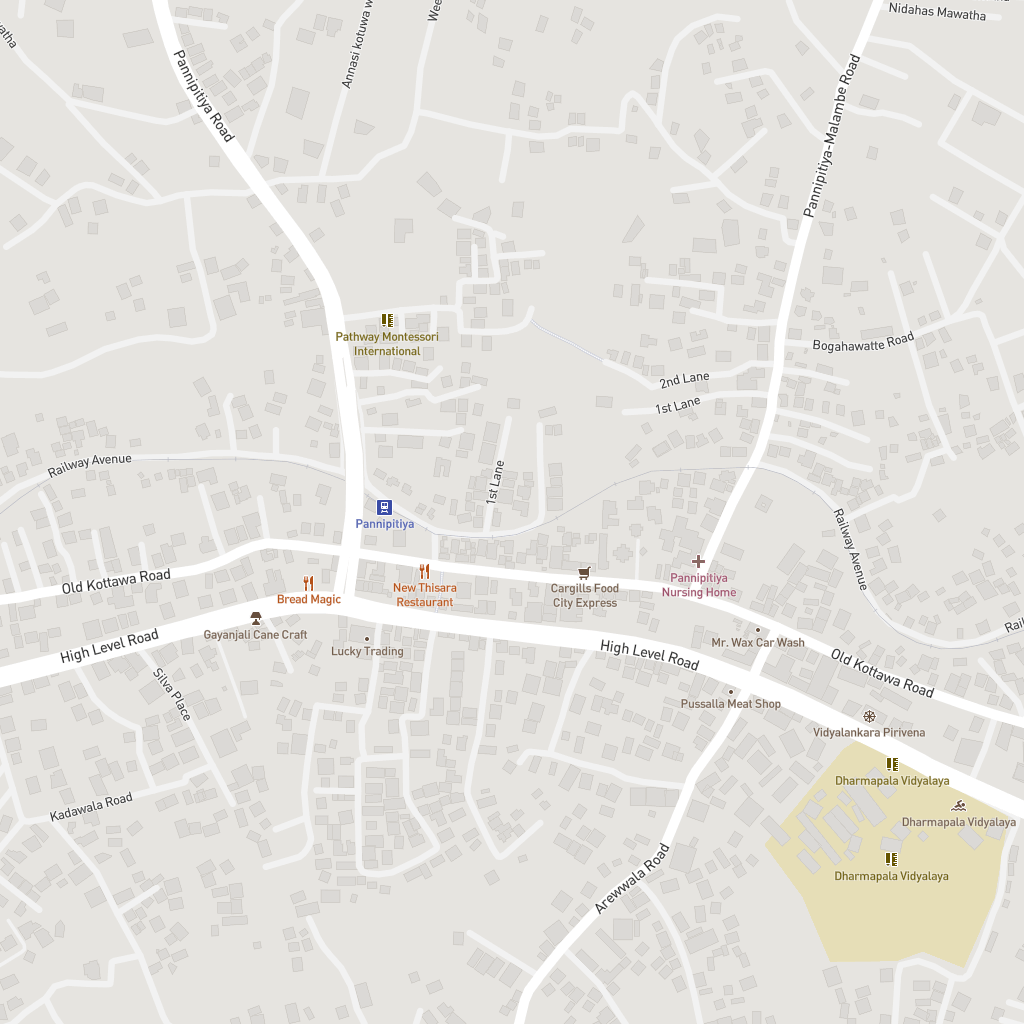 Nidahas Mawatha
Annasi kotuwa w
Wee
atha
Pannipitiya Road
Pannipitiya-Malambe Road
Pathway Montessori
International
Bogahawatte Road
2nd Lane
1st Lane
Railway Avenue
1st Lane
Pannipitiya
Railway Avenue
Old Kottawa Road
Bread Magic
New Thisara
Restaurant
Cargills Food
City Express
Pannipitiya
Nursing Home
Rail
Gayanjali Cane Craft
High Level Road
Lucky Trading
High Level Road
Mr. Wax Car Wash
Old Kottawa Road
Silva Place
Pussalla Meat Shop
Vidyalankara Pirivena
Dharmapala Vidyalaya
Kadawala Road
Dharmapala Vidyalaya
Dharmapala Vidyalaya
Arewwala Road